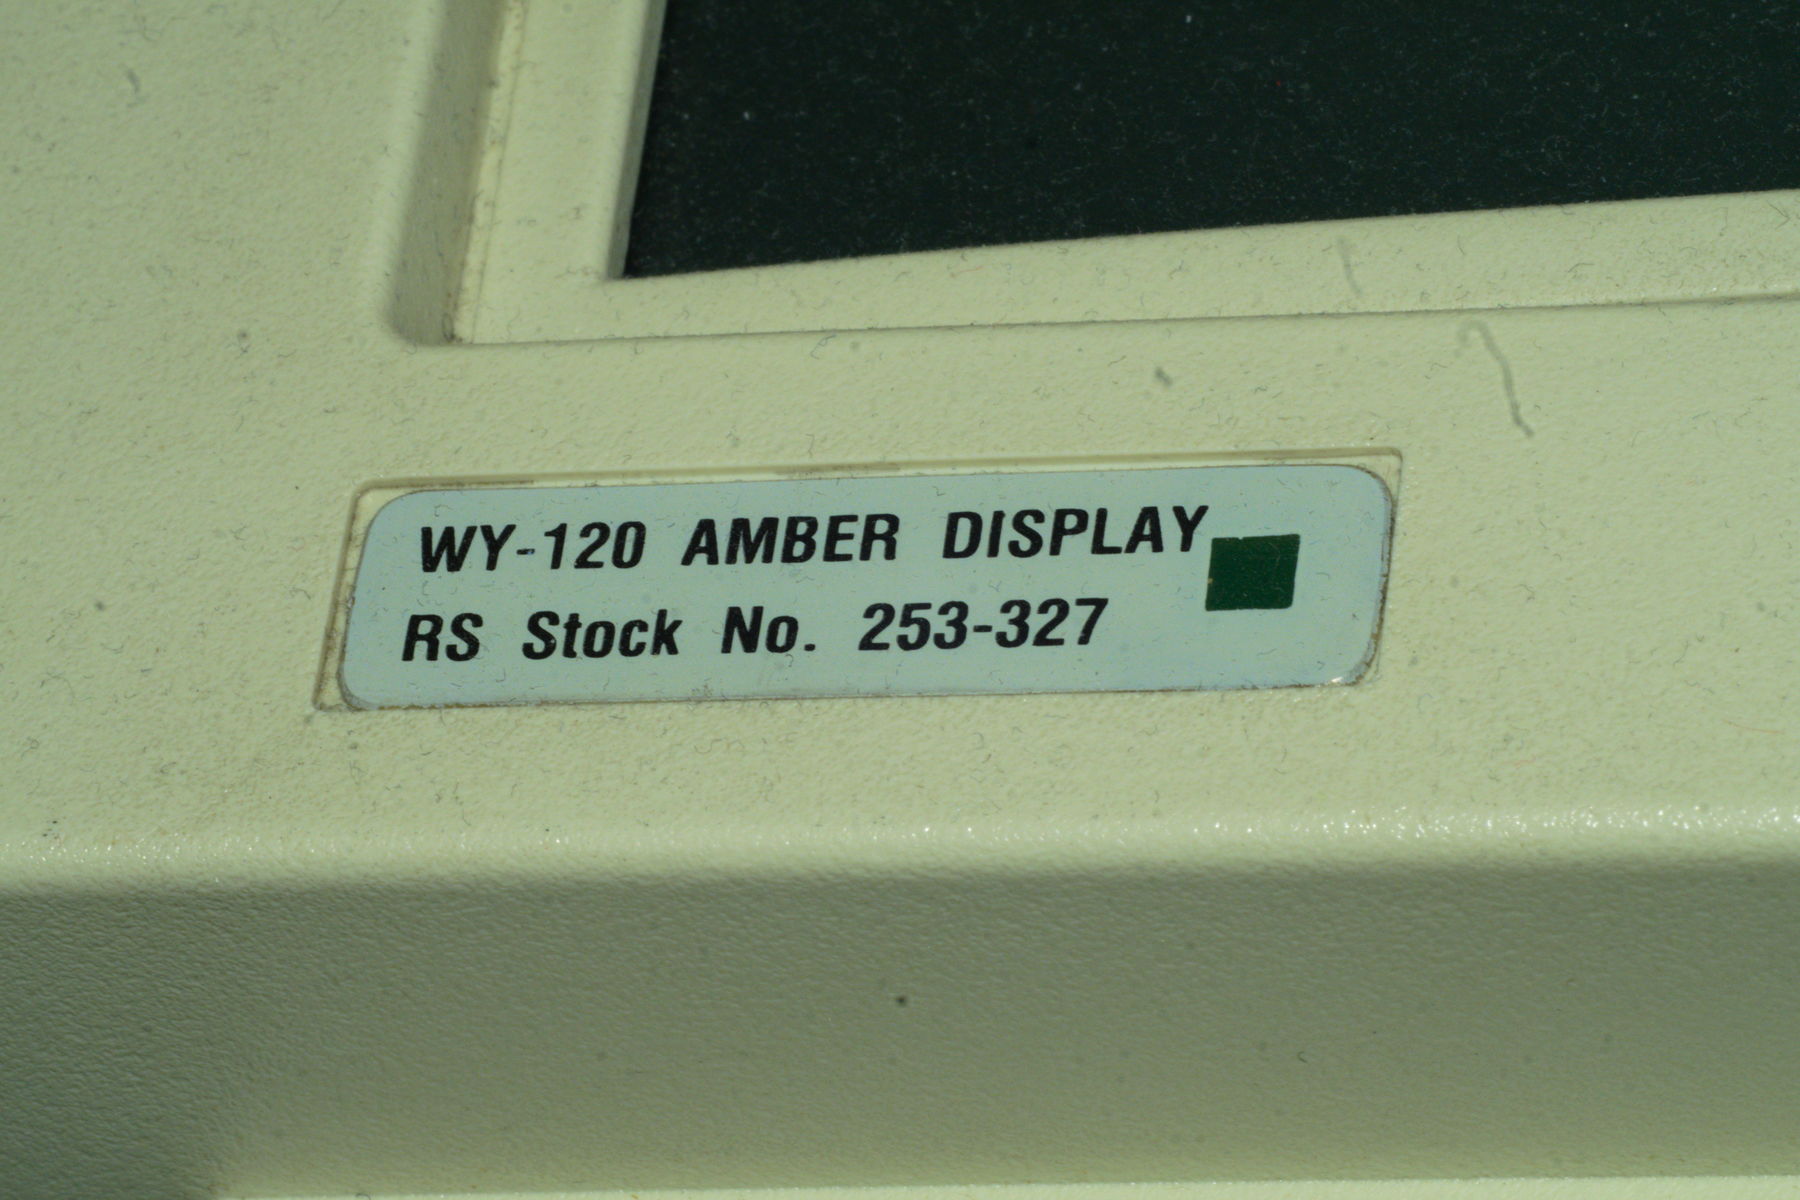 WY-120 AMBER DISPLAY
RS Stock No. 253-327